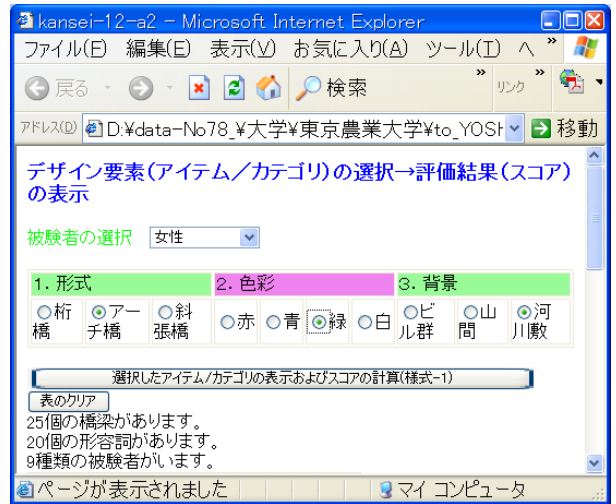 kansei-12-a2 - Microsoft Internet Explorer
ファイル(F) 編集(E) 表示(V) お気に入り(A) ツール(T) ヘ »
戻る 検索 » リンク »
アドレス(D) D:¥data-No78_¥大学¥東京農業大学¥to_YOSH 移動
デザイン要素(アイテム/カテゴリ)の選択→評価結果(スコア)
の表示
被験者の選択 女性
1. 形式 2. 色彩 3. 背景
桁橋 アーチ橋 斜張橋 赤 青 緑 白 ビル群 山間 河川敷
選択したアイテム/カテゴリの表示およびスコアの計算(様式-1)
表のクリア
25個の橋梁があります。
20個の形容詞があります。
9種類の被験者がいます。
ページが表示されました マイ コンピュータ